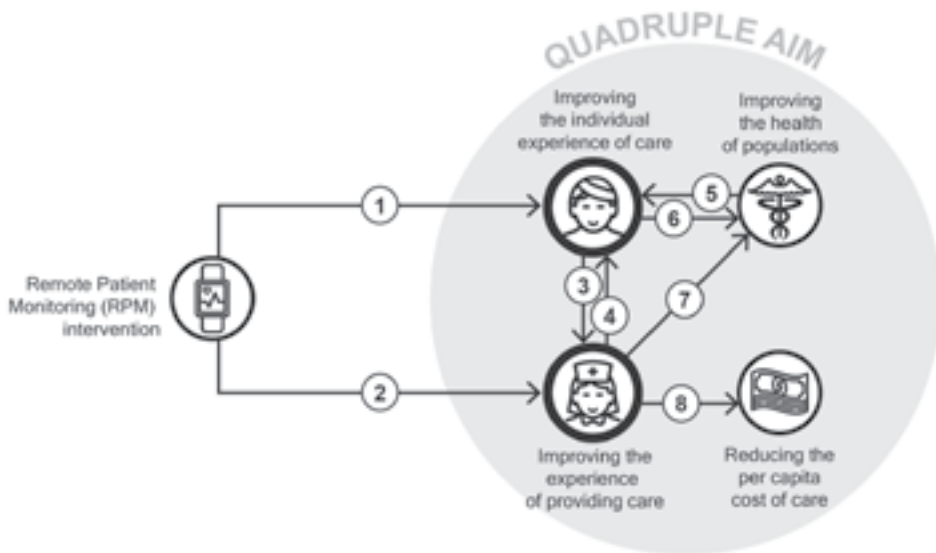 QUADRUPLE AIM
Improving
the individual
experience of care
Improving
the health
of populations
1
5
6
Remote Patient
Monitoring (RPM)
intervention
3
4
7
2
8
Improving the
experience
of providing care
Reducing the
per capita
cost of care